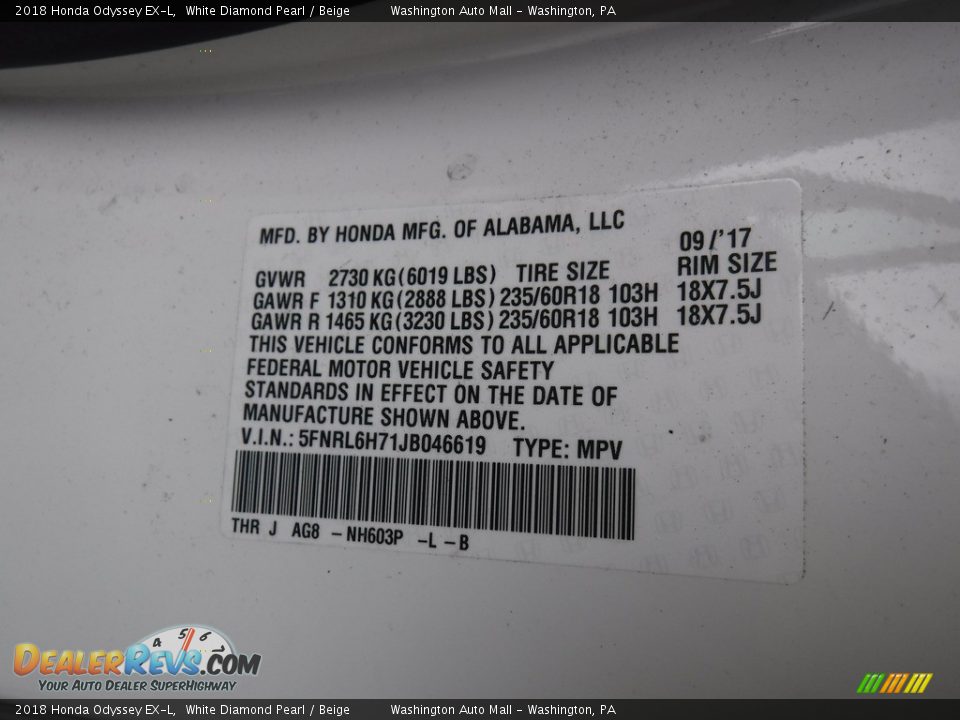 2018 Honda Odyssey EX-L, White Diamond Pearl / Beige Washington Auto Mall - Washington, PA
MFD. BY HONDA MFG. OF ALABAMA, LLC
09/'17
GVWR 2730 KG(6019 LBS) TIRE SIZE RIM SIZE
GAWR F 1310 KG(2888 LBS) 235/60R18 103H 18X7.5J
GAWR R 1465 KG(3230 LBS) 235/60R18 103H 18X7.5J
THIS VEHICLE CONFORMS TO ALL APPLICABLE
FEDERAL MOTOR VEHICLE SAFETY
STANDARDS IN EFFECT ON THE DATE OF
MANUFACTURE SHOWN ABOVE.
V.I.N.: 5FNRL6H71JB046619 TYPE: MPV
THR J AG8 -NH603P -L -B
4 5 6 7
DEALERREVS.COM
YOUR AUTO DEALER SUPERHIGHWAY
2018 Honda Odyssey EX-L, White Diamond Pearl / Beige Washington Auto Mall - Washington, PA